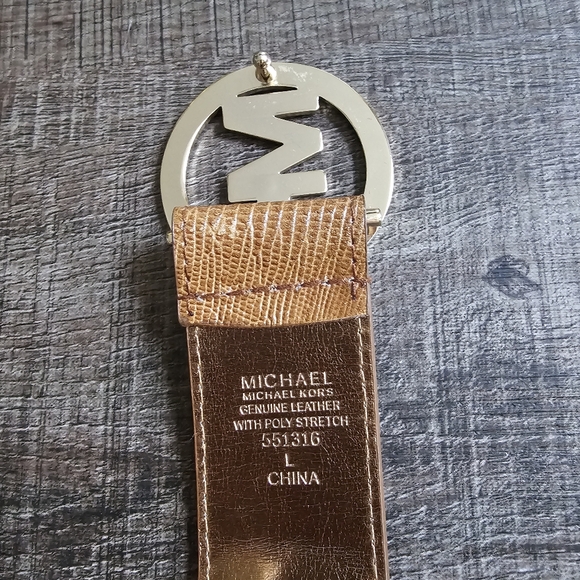 M
MICHAEL
MICHAEL KORS
GENUINE LEATHER
WITH POLY STRETCH
551316
L
CHINA